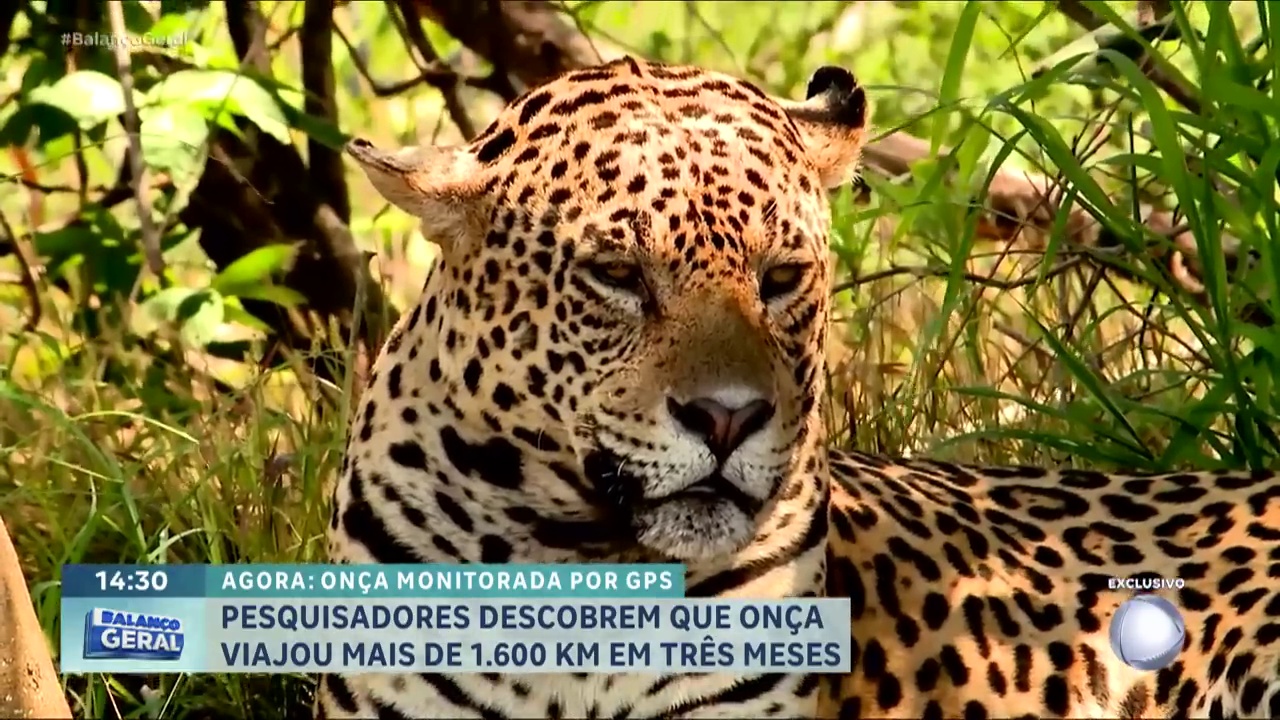 #BalançoGeral
14:30
AGORA: ONÇA MONITORADA POR GPS
BALANÇO
GERAL
PESQUISADORES DESCOBREM QUE ONÇA
VIAJOU MAIS DE 1.600 KM EM TRÊS MESES
EXCLUSIVO